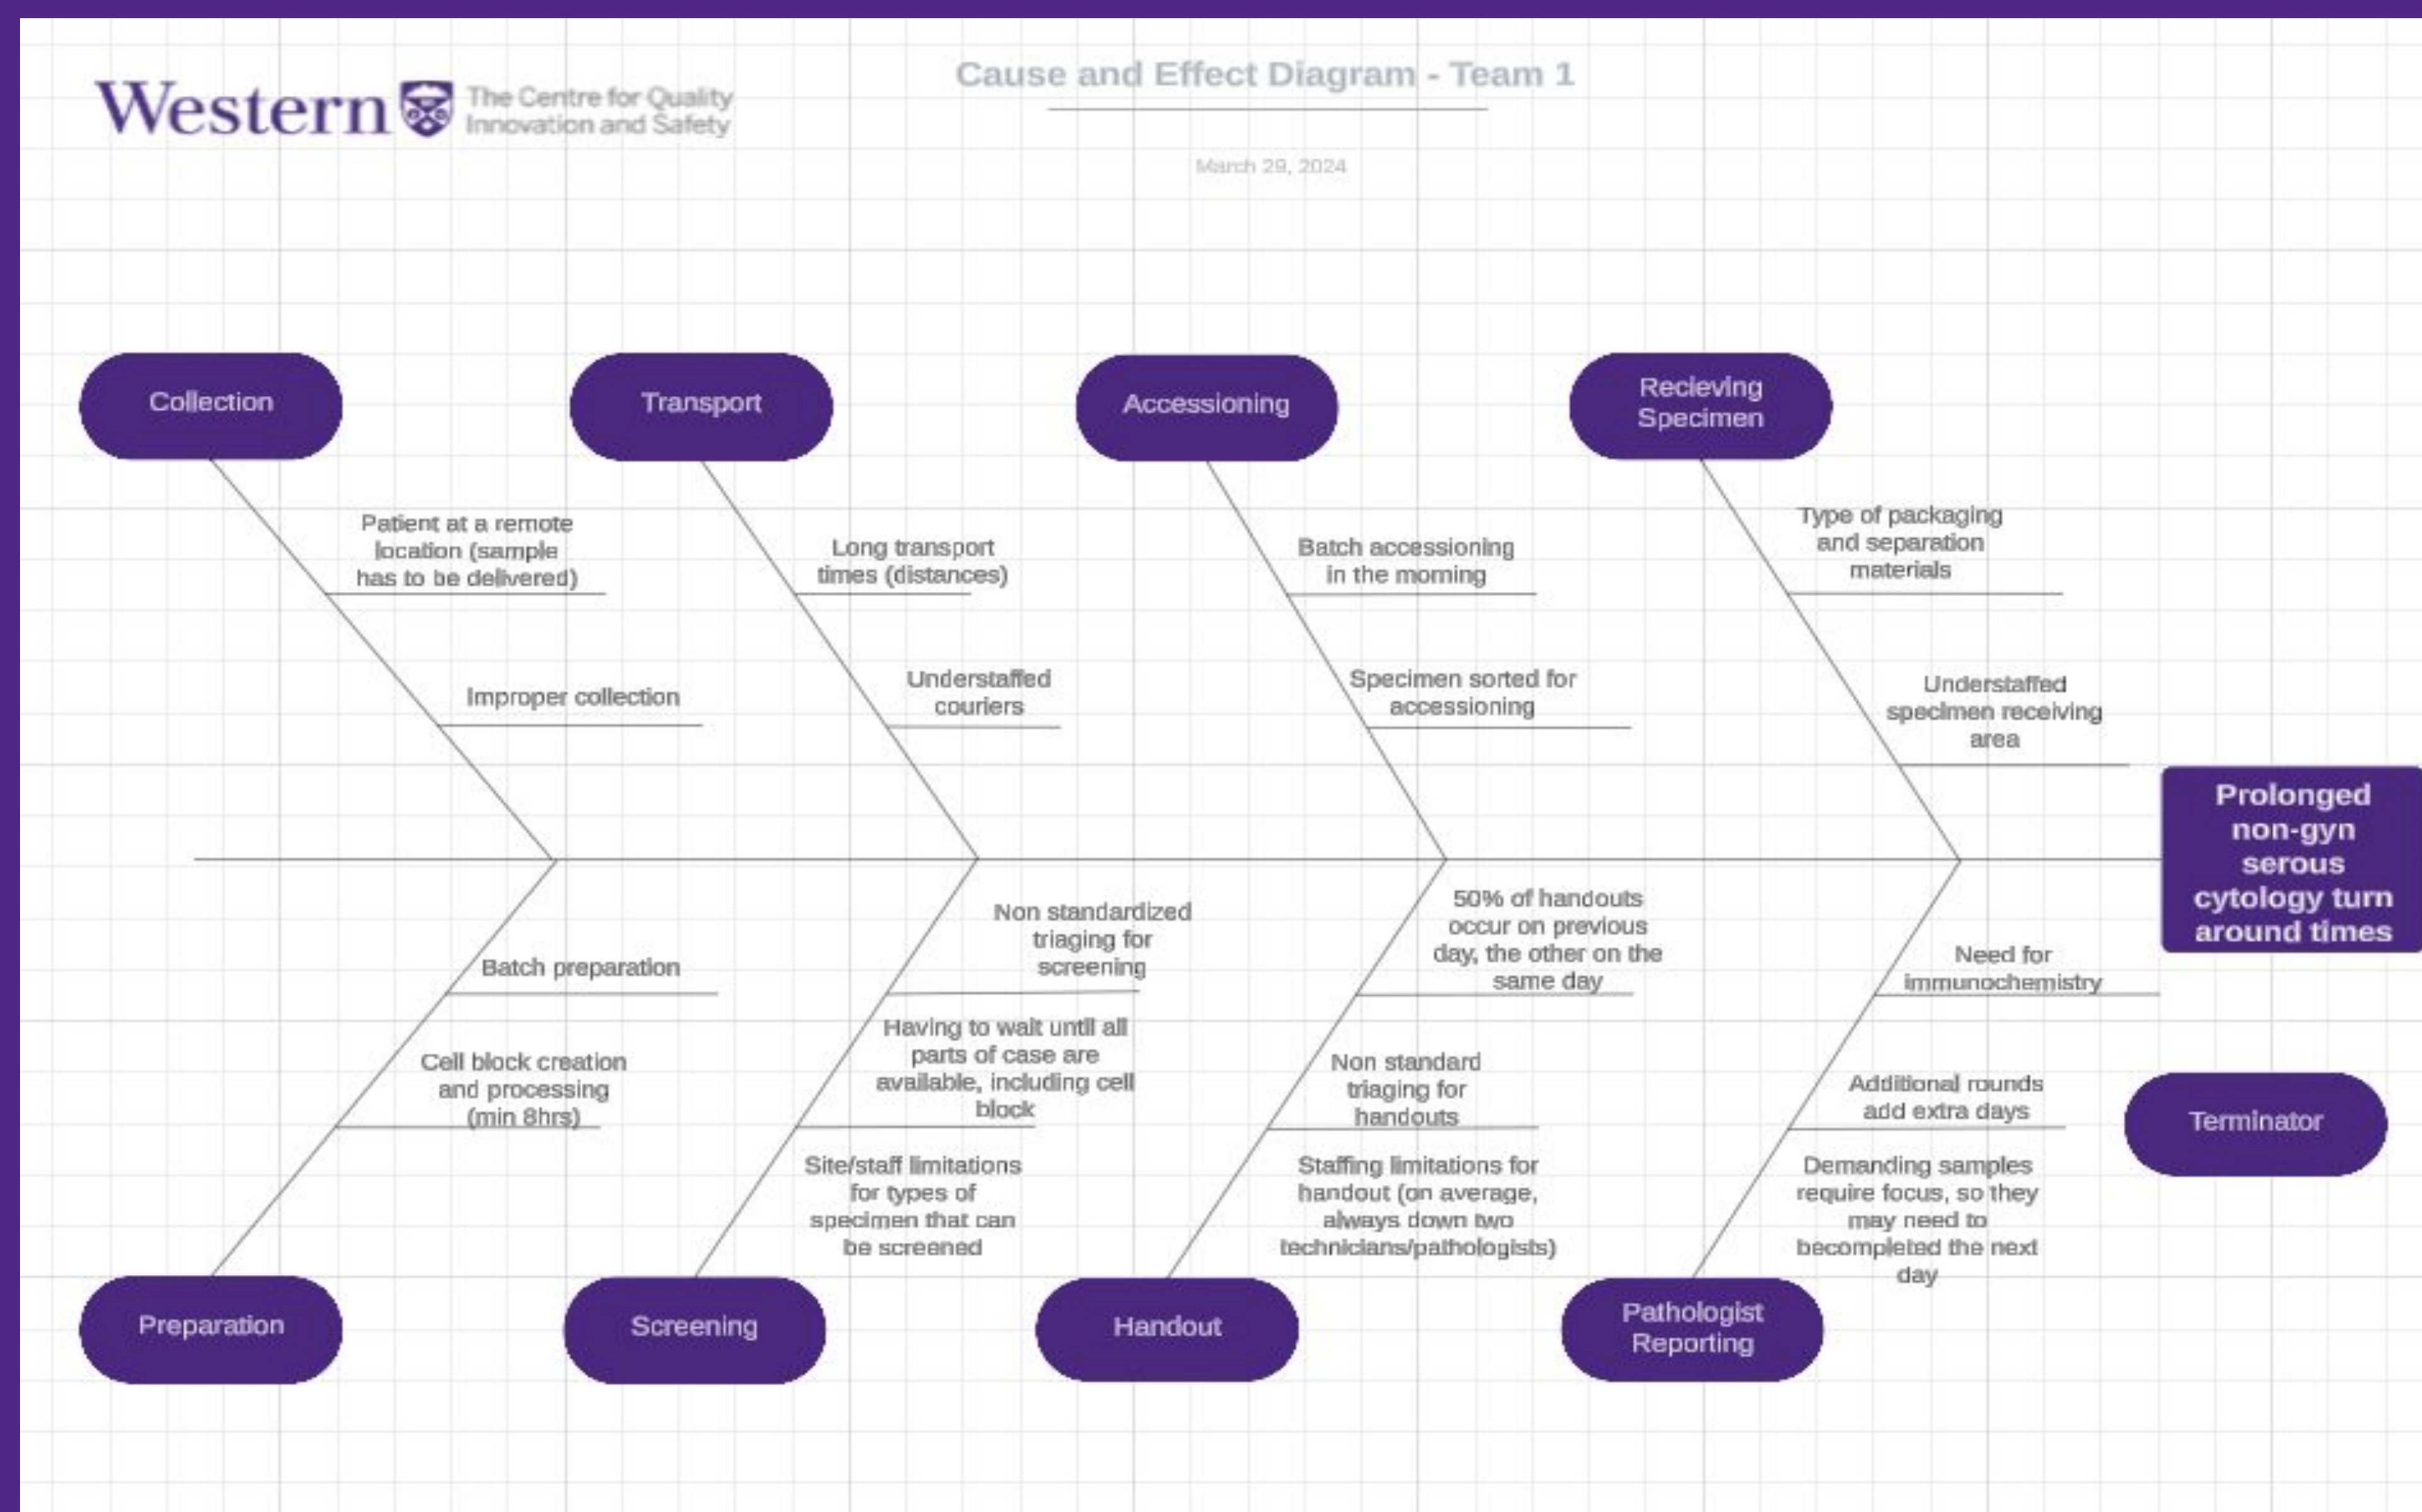 Western
The Centre for Quality
Innovation and Safety
Cause and Effect Diagram - Team 1
March 29, 2024
Collection
Transport
Accessioning
Recieving
Specimen
Patient at a remote
location (sample
has to be delivered)
Improper collection
Long transport
times (distances)
Understaffed
couriers
Batch accessioning
in the morning
Specimen sorted for
accessioning
Type of packaging
and separation
materials
Understaffed
specimen receiving
area
Prolonged
non-gyn
serous
cytology turn
around times
Batch preparation
Cell block creation
and processing
(min 8hrs)
Non standardized
triaging for
screening
Having to wait until all
parts of case are
available, including cell
block
Site/staff limitations
for types of
specimen that can
be screened
50% of handouts
occur on previous
day, the other on the
same day
Non standard
triaging for
handouts
Staffing limitations for
handout (on average,
always down two
technicians/pathologists)
Need for
immunochemistry
Additional rounds
add extra days
Demanding samples
require focus, so they
may need to
becompleted the next
day
Terminator
Preparation
Screening
Handout
Pathologist
Reporting